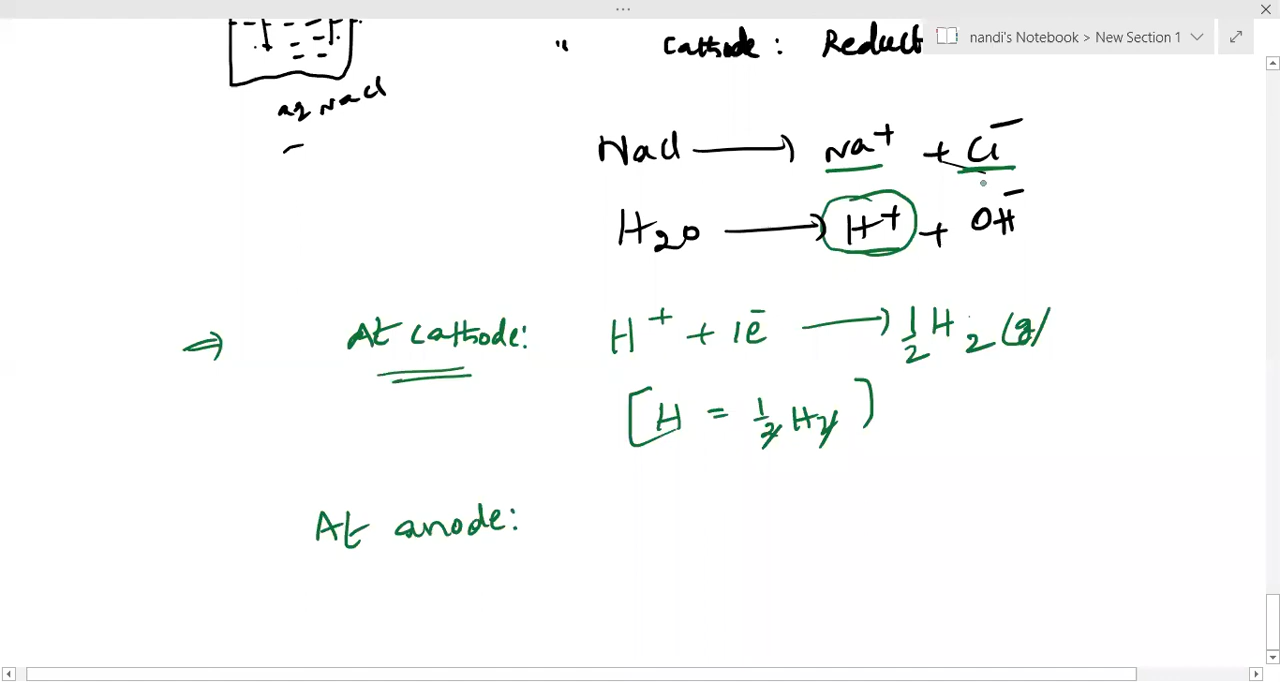 nandi's Notebook > New Section 1
" Cathode : Reduct
aq NaCl
NaCl ⟶ Na⁺ + Cl⁻
H₂O ⟶ H⁺ + OH⁻
⇒ At cathode: H⁺ + 1e⁻ ⟶ ½ H₂ (g)
[ H = ½ H₂ ]
At anode: